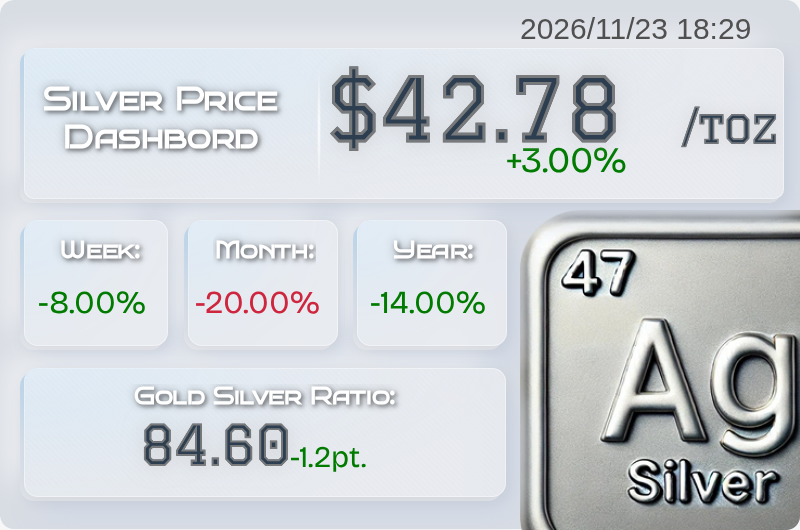 2026/11/23 18:29
Silver Price
Dashbord
$42.78 /TOZ
+3.00%
Week: Month: Year:
-8.00% -20.00% -14.00%
Gold Silver Ratio:
84.60 -1.2pt.
47
Ag
Silver